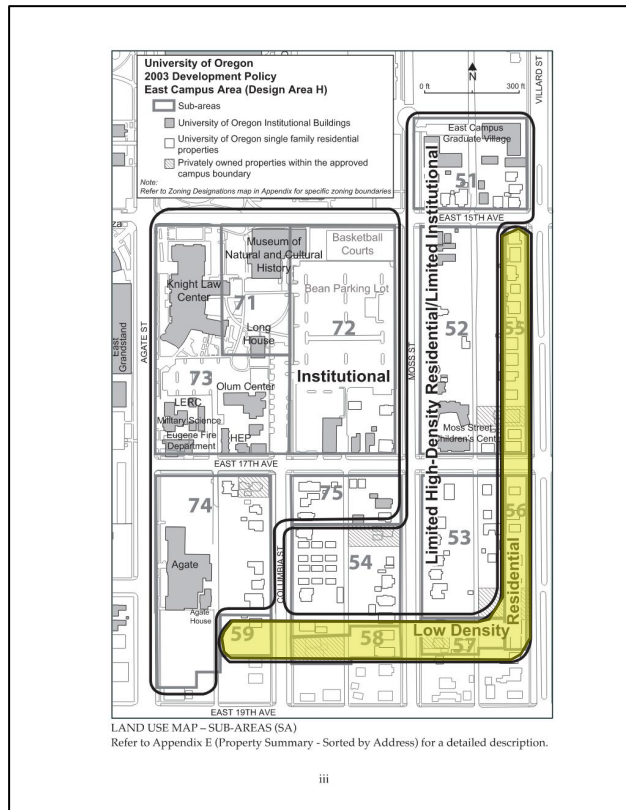 University of Oregon
2003 Development Policy
East Campus Area (Design Area H)
Sub-areas
University of Oregon Institutional Buildings
University of Oregon single family residential
properties
Privately owned properties within the approved
campus boundary
Note:
Refer to Zoning Designations map in Appendix for specific zoning boundaries
N
0 ft
300 ft
VILLARD ST
East Campus
Graduate Village
51
EAST 15TH AVE
Museum of
Natural and Cultural
History
Basketball
Courts
Knight Law
Center
Bean Parking Lot
71
72
Long
House
East
Grandstand
AGATE ST
MOSS ST
52
55
73
Olum Center
Institutional
Limited High-Density Residential/Limited Institutional
LERC
Military Science
Eugene Fire
Department
HEP
Moss Street
Children's Center
EAST 17TH AVE
74
75
53
56
Agate
COLUMBIA ST
54
Residential
Agate
House
59
58
Low Density
57
EAST 19TH AVE
LAND USE MAP – SUB-AREAS (SA)
Refer to Appendix E (Property Summary - Sorted by Address) for a detailed description.
iii